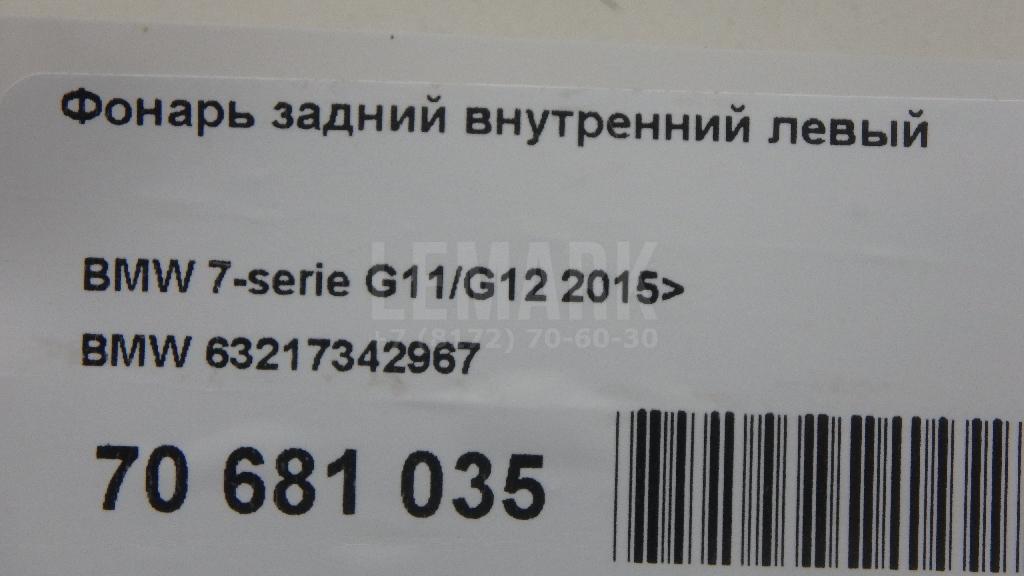 Фонарь задний внутренний левый
BMW 7-serie G11/G12 2015>
LEMARK
+7 (8172) 70-60-30
BMW 63217342967
70 681 035